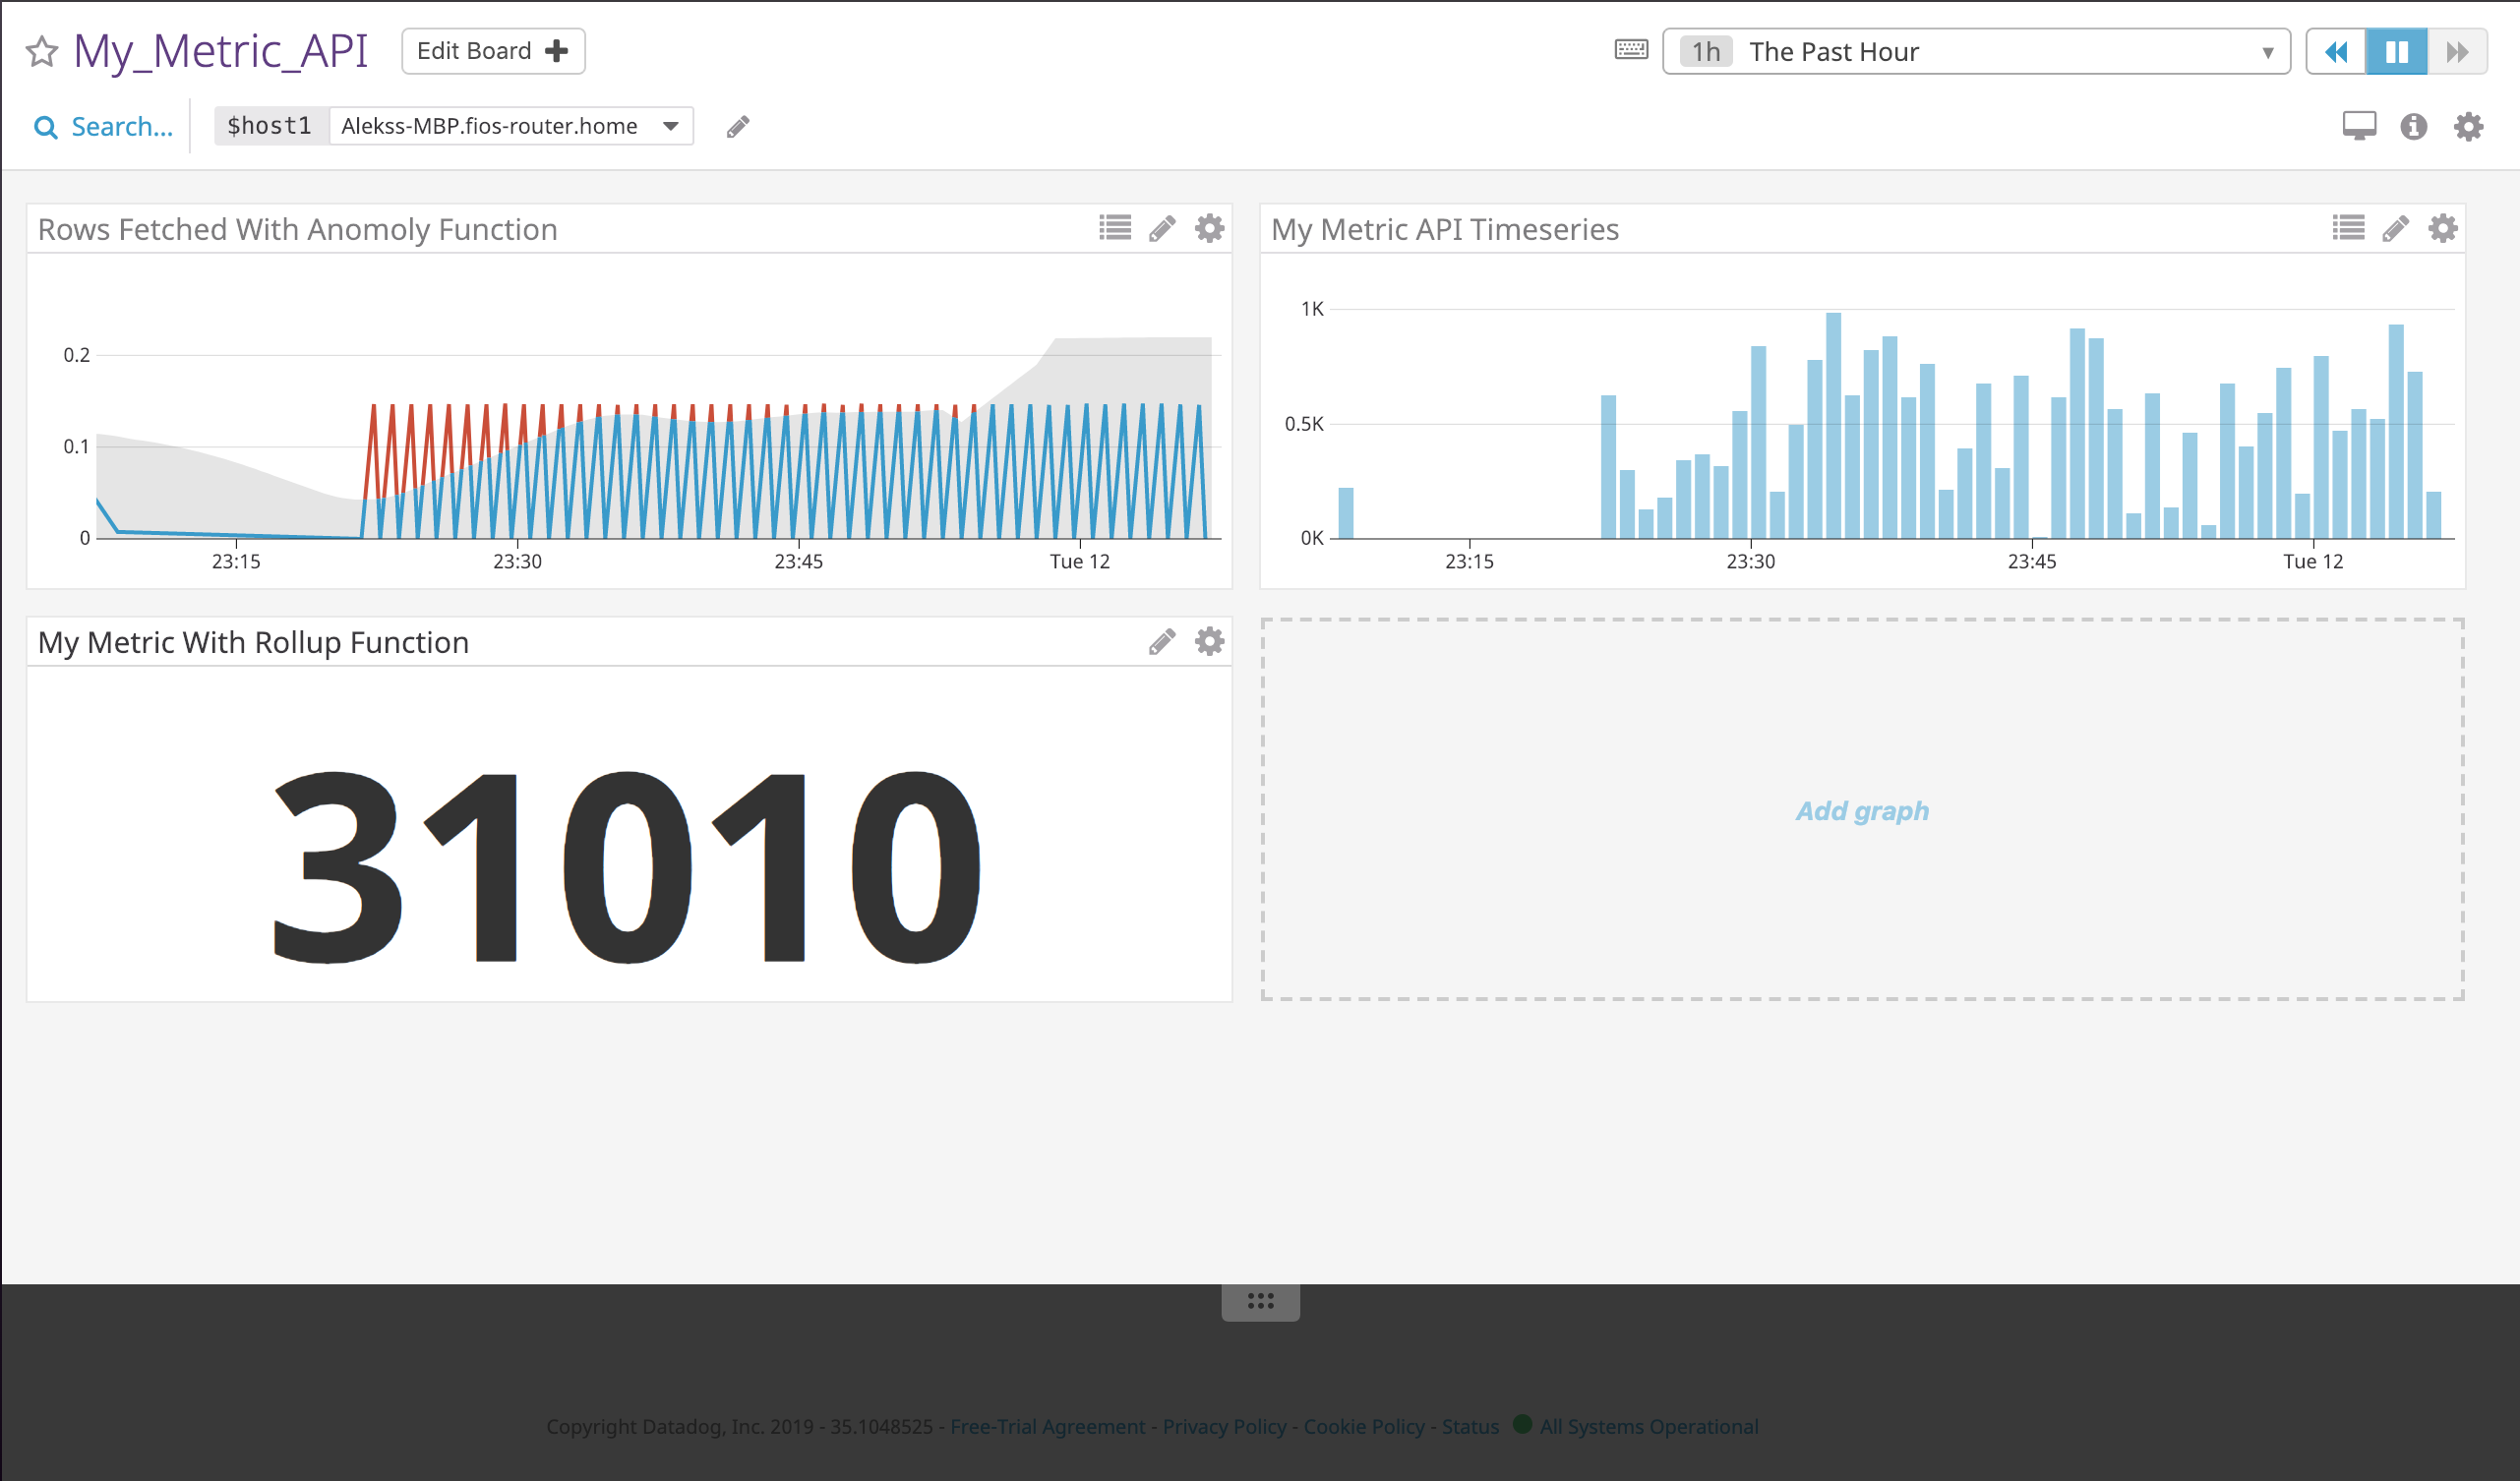 My_Metric_API
Edit Board
1h The Past Hour
Search...
$host1 Alekss-MBP.fios-router.home
Rows Fetched With Anomoly Function
0.2
0.1
0
23:15 23:30 23:45 Tue 12
My Metric API Timeseries
1K
0.5K
0K
23:15 23:30 23:45 Tue 12
My Metric With Rollup Function
31010
Add graph
Copyright Datadog, Inc. 2019 - 35.1048525 - Free-Trial Agreement - Privacy Policy - Cookie Policy - Status All Systems Operational